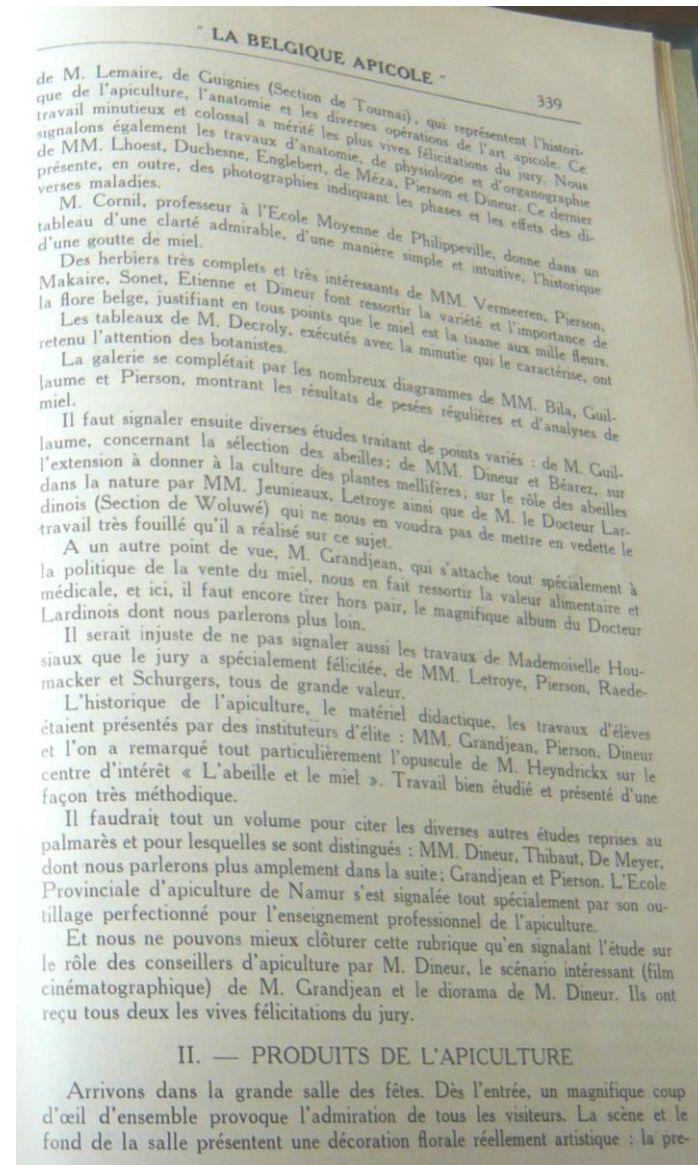 " LA BELGIQUE APICOLE "
339
de M. Lemaire, de Guignies (Section de Tournai), qui représentent l'histori-
que de l'apiculture, l'anatomie et les diverses opérations de l'art apicole. Ce
travail minutieux et colossal a mérité les plus vives félicitations du jury. Nous
signalons également les travaux d'anatomie, de physiologie et d'organographie
de MM. Lhoest, Duchesne, Englebert, de Méza, Pierson et Dineur. Ce dernier
présente, en outre, des photographies indiquant les phases et les effets des di-
verses maladies.
M. Cornil, professeur à l'Ecole Moyenne de Philippeville, donne dans un
tableau d'une clarté admirable, d'une manière simple et intuitive, l'historique
d'une goutte de miel.
Des herbiers très complets et très intéressants de MM. Vermeeren, Pierson,
Makaire, Sonet, Etienne et Dineur font ressortir la variété et l'importance de
la flore belge, justifiant en tous points que le miel est la tisane aux mille fleurs.
Les tableaux de M. Decroly, exécutés avec la minutie qui le caractérise, ont
retenu l'attention des botanistes.
La galerie se complétait par les nombreux diagrammes de MM. Bila, Guil-
laume et Pierson, montrant les résultats de pesées régulières et d'analyses de
miel.
Il faut signaler ensuite diverses études traitant de points variés : de M. Guil-
laume, concernant la sélection des abeilles; de MM. Dineur et Béarez, sur
l'extension à donner à la culture des plantes mellifères; sur le rôle des abeilles
dans la nature par MM. Jeunieaux, Letroye ainsi que de M. le Docteur Lar-
dinois (Section de Woluwé) qui ne nous en voudra pas de mettre en vedette le
travail très fouillé qu'il a réalisé sur ce sujet.
A un autre point de vue, M. Grandjean, qui s'attache tout spécialement à
la politique de la vente du miel, nous en fait ressortir la valeur alimentaire et
médicale, et ici, il faut encore tirer hors pair, le magnifique album du Docteur
Lardinois dont nous parlerons plus loin.
Il serait injuste de ne pas signaler aussi les travaux de Mademoiselle Hou-
siaux que le jury a spécialement félicitée, de MM. Letroye, Pierson, Raede-
macker et Schurgers, tous de grande valeur.
L'historique de l'apiculture, le matériel didactique, les travaux d'élèves
étaient présentés par des instituteurs d'élite : MM. Grandjean, Pierson, Dineur
et l'on a remarqué tout particulièrement l'opuscule de M. Heyndrickx sur le
centre d'intérêt « L'abeille et le miel ». Travail bien étudié et présenté d'une
façon très méthodique.
Il faudrait tout un volume pour citer les diverses autres études reprises au
palmarès et pour lesquelles se sont distingués : MM. Dineur, Thibaut, De Meyer,
dont nous parlerons plus amplement dans la suite; Grandjean et Pierson. L'Ecole
Provinciale d'apiculture de Namur s'est signalée tout spécialement par son ou-
tillage perfectionné pour l'enseignement professionnel de l'apiculture.
Et nous ne pouvons mieux clôturer cette rubrique qu'en signalant l'étude sur
le rôle des conseillers d'apiculture par M. Dineur, le scénario intéressant (film
cinématographique) de M. Grandjean et le diorama de M. Dineur. Ils ont
reçu tous deux les vives félicitations du jury.
II. — PRODUITS DE L'APICULTURE
Arrivons dans la grande salle des fêtes. Dès l'entrée, un magnifique coup
d'œil d'ensemble provoque l'admiration de tous les visiteurs. La scène et le
fond de la salle présentent une décoration florale réellement artistique : la pre-